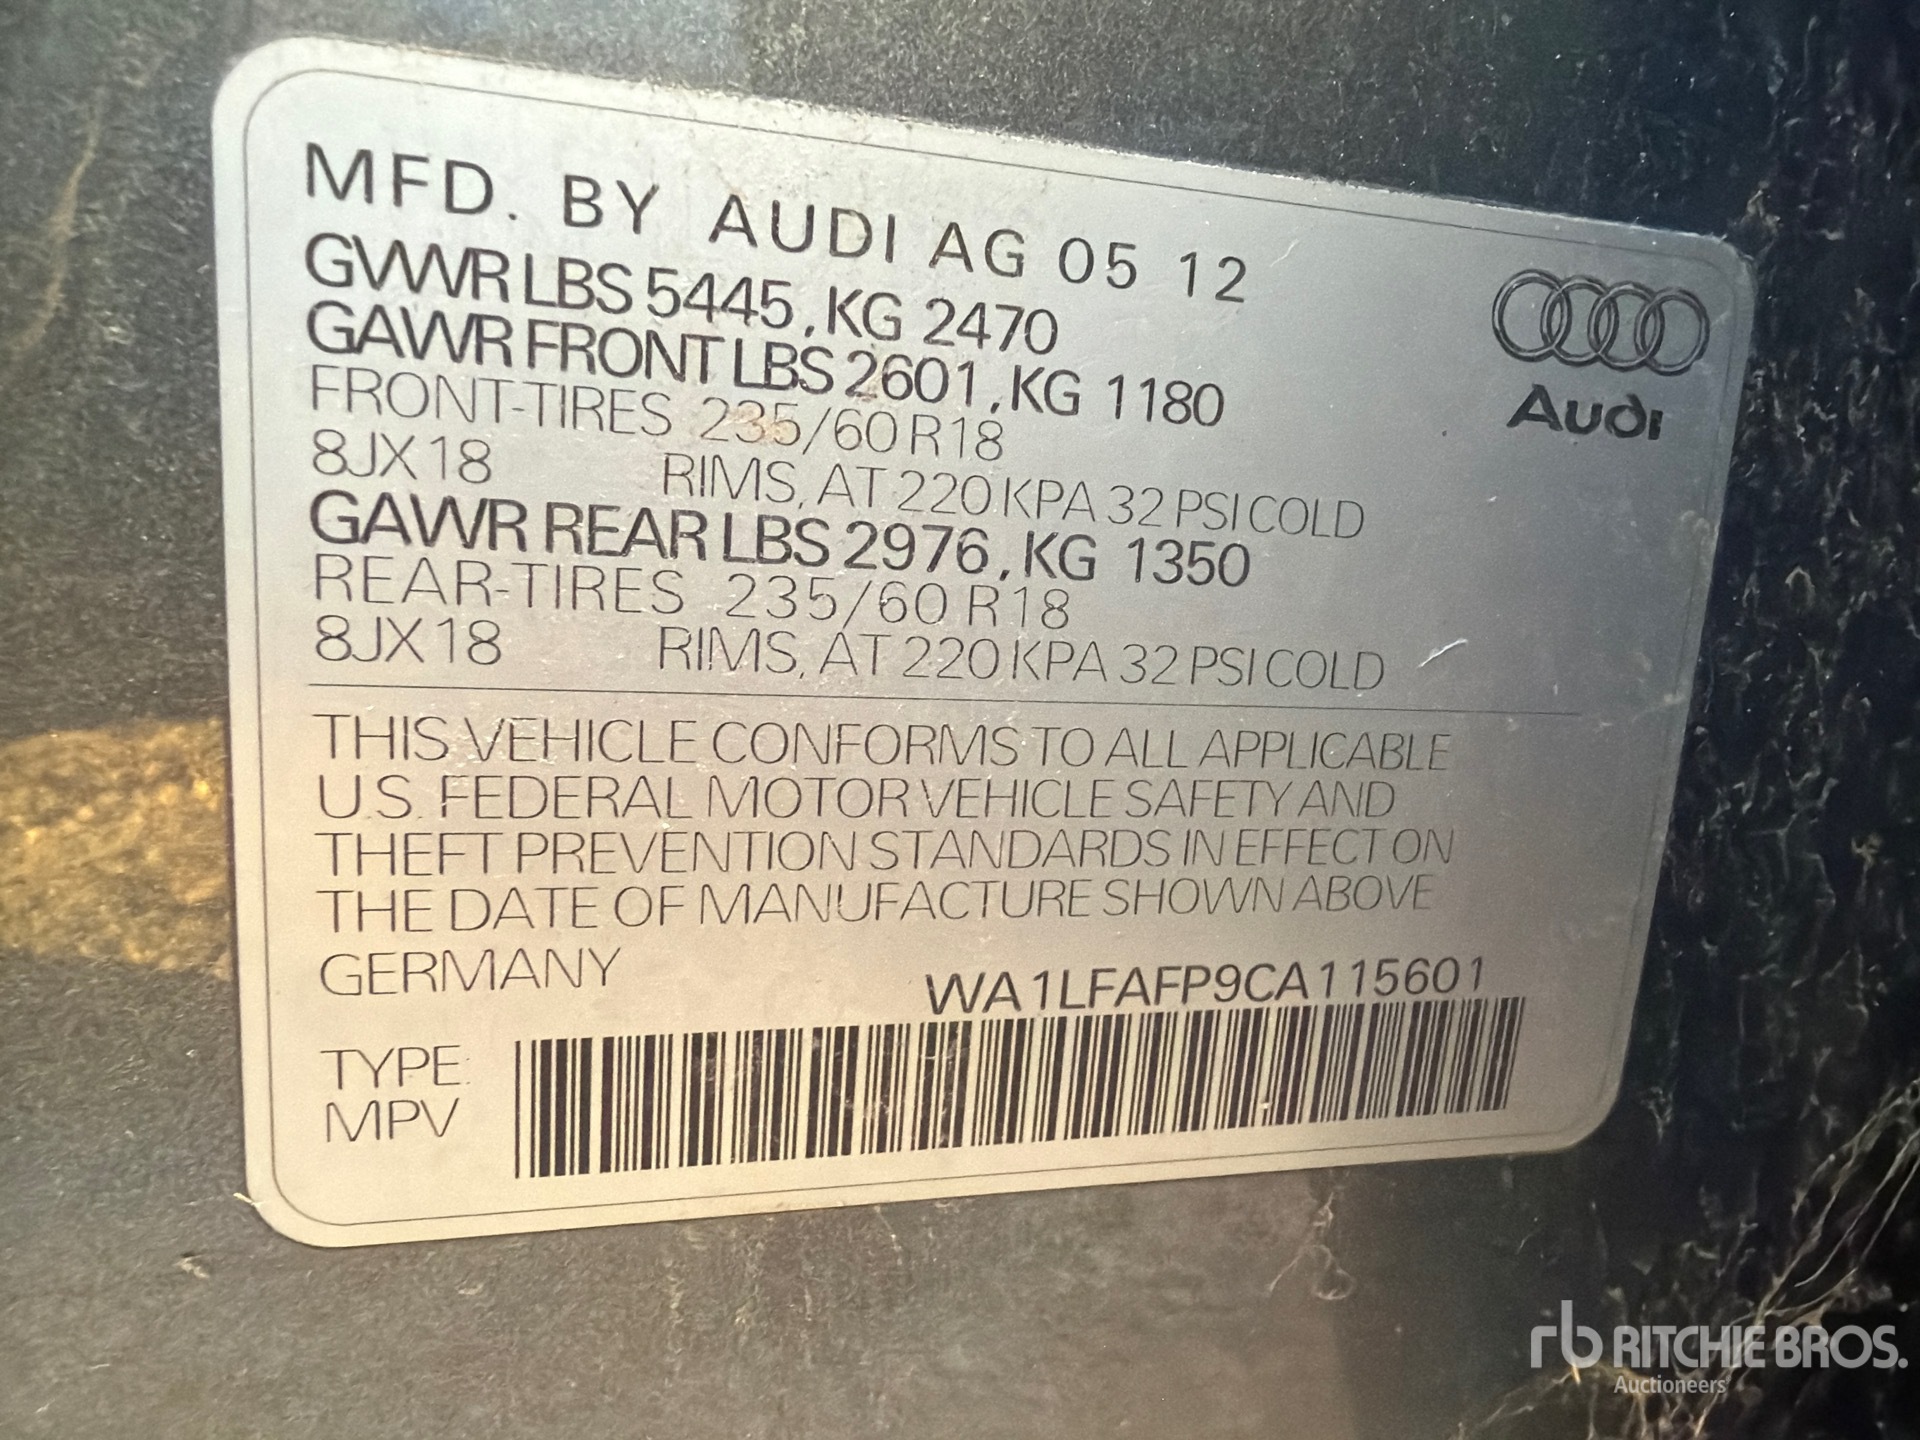 MFD. BY AUDI AG 05 12
GVWR LBS 5445, KG 2470
GAWR FRONT LBS 2601, KG 1180
FRONT-TIRES 235/60 R18
8JX18 RIMS, AT 220 KPA 32 PSI COLD
GAWR REAR LBS 2976, KG 1350
REAR-TIRES 235/60 R18
8JX18 RIMS, AT 220 KPA 32 PSI COLD
Audi
THIS VEHICLE CONFORMS TO ALL APPLICABLE
U.S. FEDERAL MOTOR VEHICLE SAFETY AND
THEFT PREVENTION STANDARDS IN EFFECT ON
THE DATE OF MANUFACTURE SHOWN ABOVE
GERMANY WA1LFAFP9CA115601
TYPE:
MPV
rb RITCHIE BROS.
Auctioneers